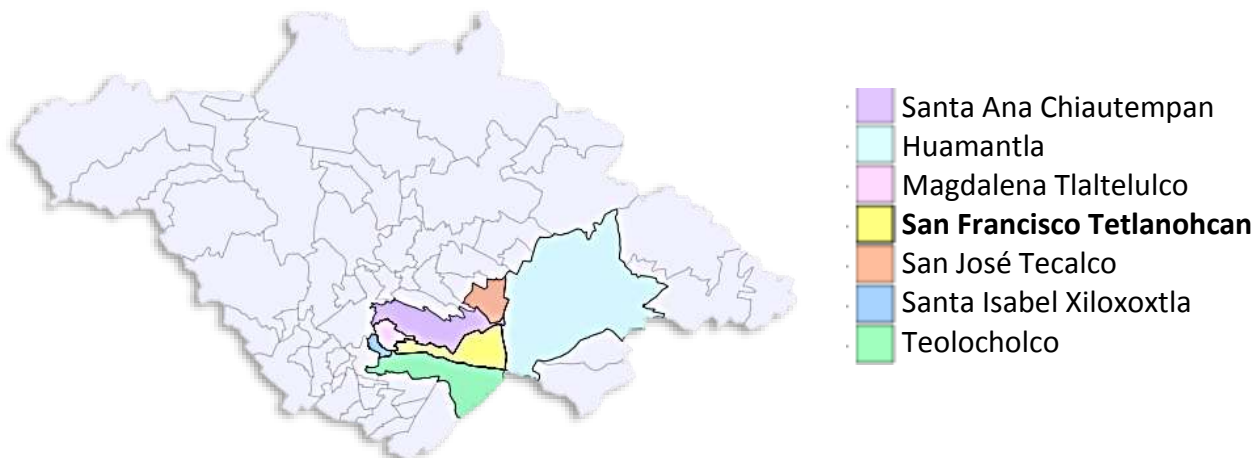 Santa Ana Chiautempan
Huamantla
Magdalena Tlaltelulco
San Francisco Tetlanohcan
San José Tecalco
Santa Isabel Xiloxoxtla
Teolocholco